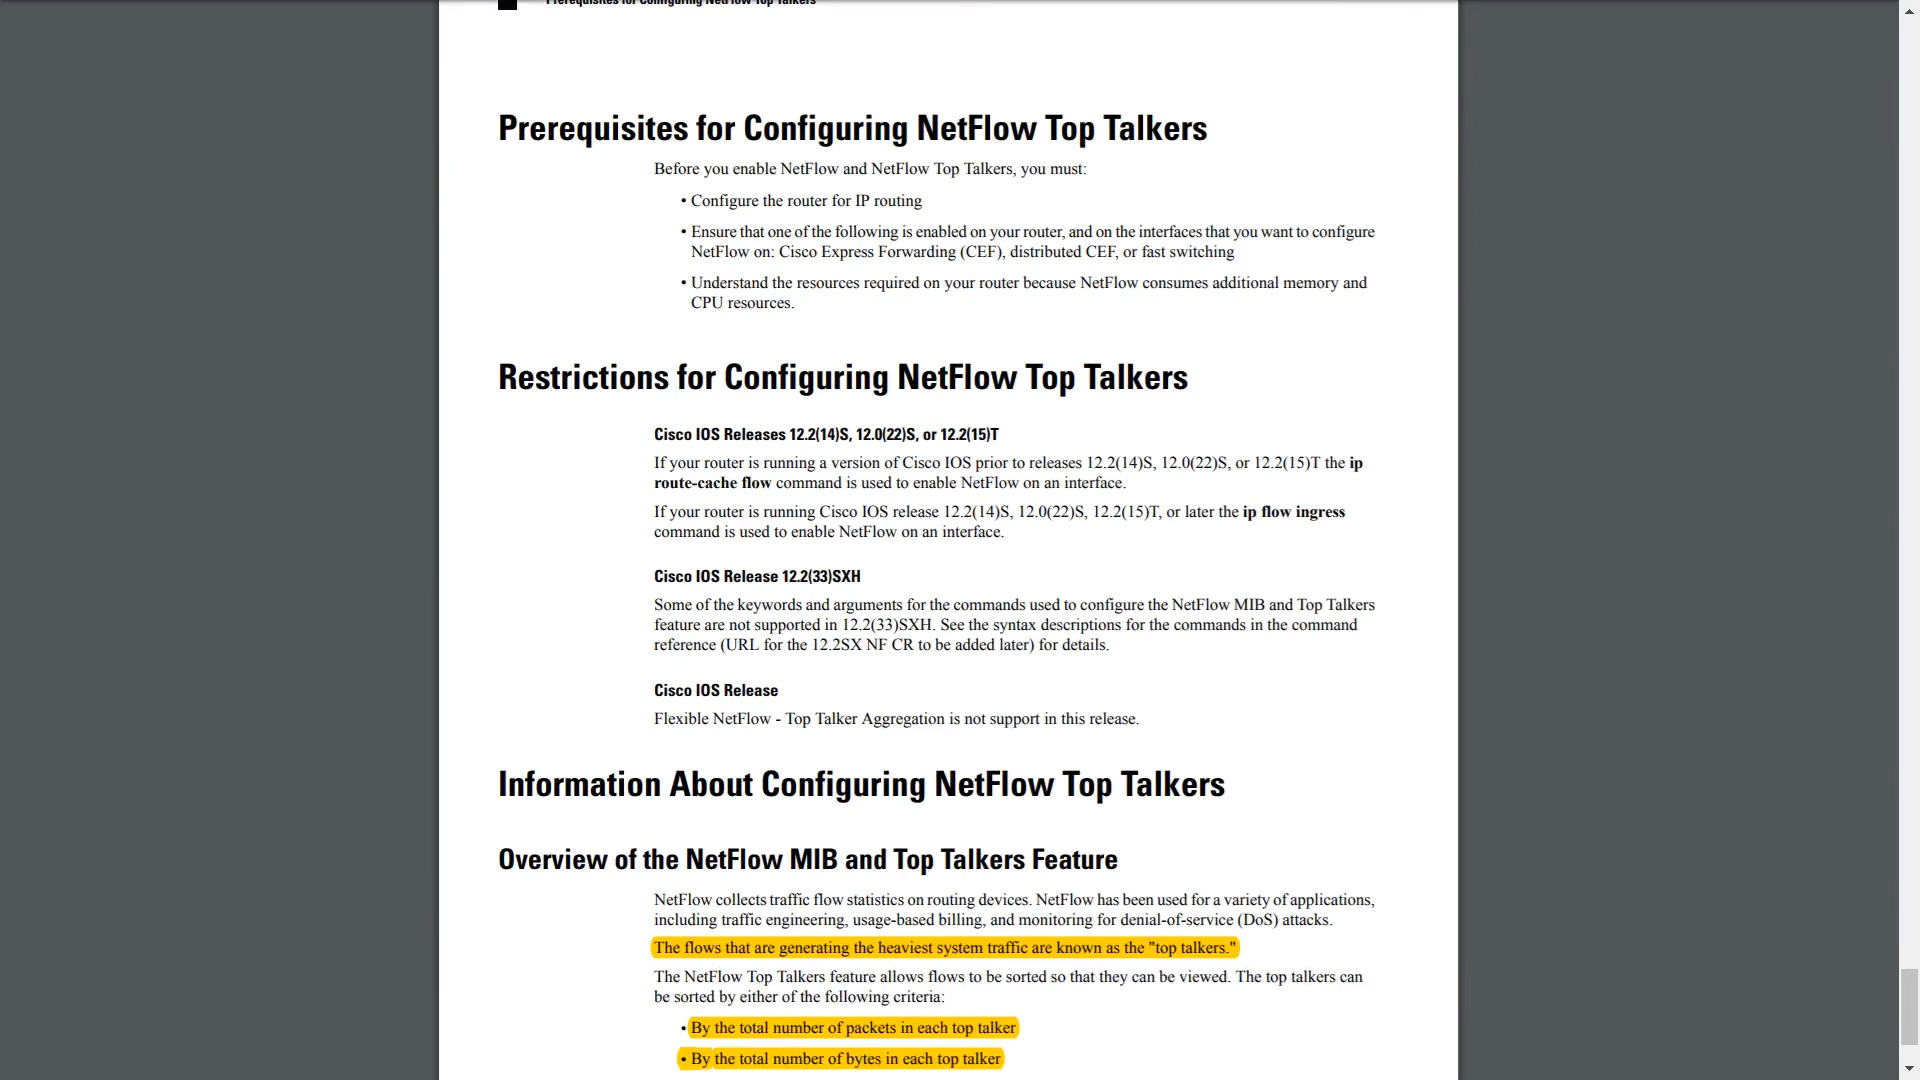 Prerequisites for Configuring NetFlow Top Talkers
Prerequisites for Configuring NetFlow Top Talkers
Before you enable NetFlow and NetFlow Top Talkers, you must:
• Configure the router for IP routing
• Ensure that one of the following is enabled on your router, and on the interfaces that you want to configure
NetFlow on: Cisco Express Forwarding (CEF), distributed CEF, or fast switching
• Understand the resources required on your router because NetFlow consumes additional memory and
CPU resources.
Restrictions for Configuring NetFlow Top Talkers
Cisco IOS Releases 12.2(14)S, 12.0(22)S, or 12.2(15)T
If your router is running a version of Cisco IOS prior to releases 12.2(14)S, 12.0(22)S, or 12.2(15)T the ip
route-cache flow command is used to enable NetFlow on an interface.
If your router is running Cisco IOS release 12.2(14)S, 12.0(22)S, 12.2(15)T, or later the ip flow ingress
command is used to enable NetFlow on an interface.
Cisco IOS Release 12.2(33)SXH
Some of the keywords and arguments for the commands used to configure the NetFlow MIB and Top Talkers
feature are not supported in 12.2(33)SXH. See the syntax descriptions for the commands in the command
reference (URL for the 12.2SX NF CR to be added later) for details.
Cisco IOS Release
Flexible NetFlow - Top Talker Aggregation is not support in this release.
Information About Configuring NetFlow Top Talkers
Overview of the NetFlow MIB and Top Talkers Feature
NetFlow collects traffic flow statistics on routing devices. NetFlow has been used for a variety of applications,
including traffic engineering, usage-based billing, and monitoring for denial-of-service (DoS) attacks.
The flows that are generating the heaviest system traffic are known as the "top talkers."
The NetFlow Top Talkers feature allows flows to be sorted so that they can be viewed. The top talkers can
be sorted by either of the following criteria:
• By the total number of packets in each top talker
• By the total number of bytes in each top talker